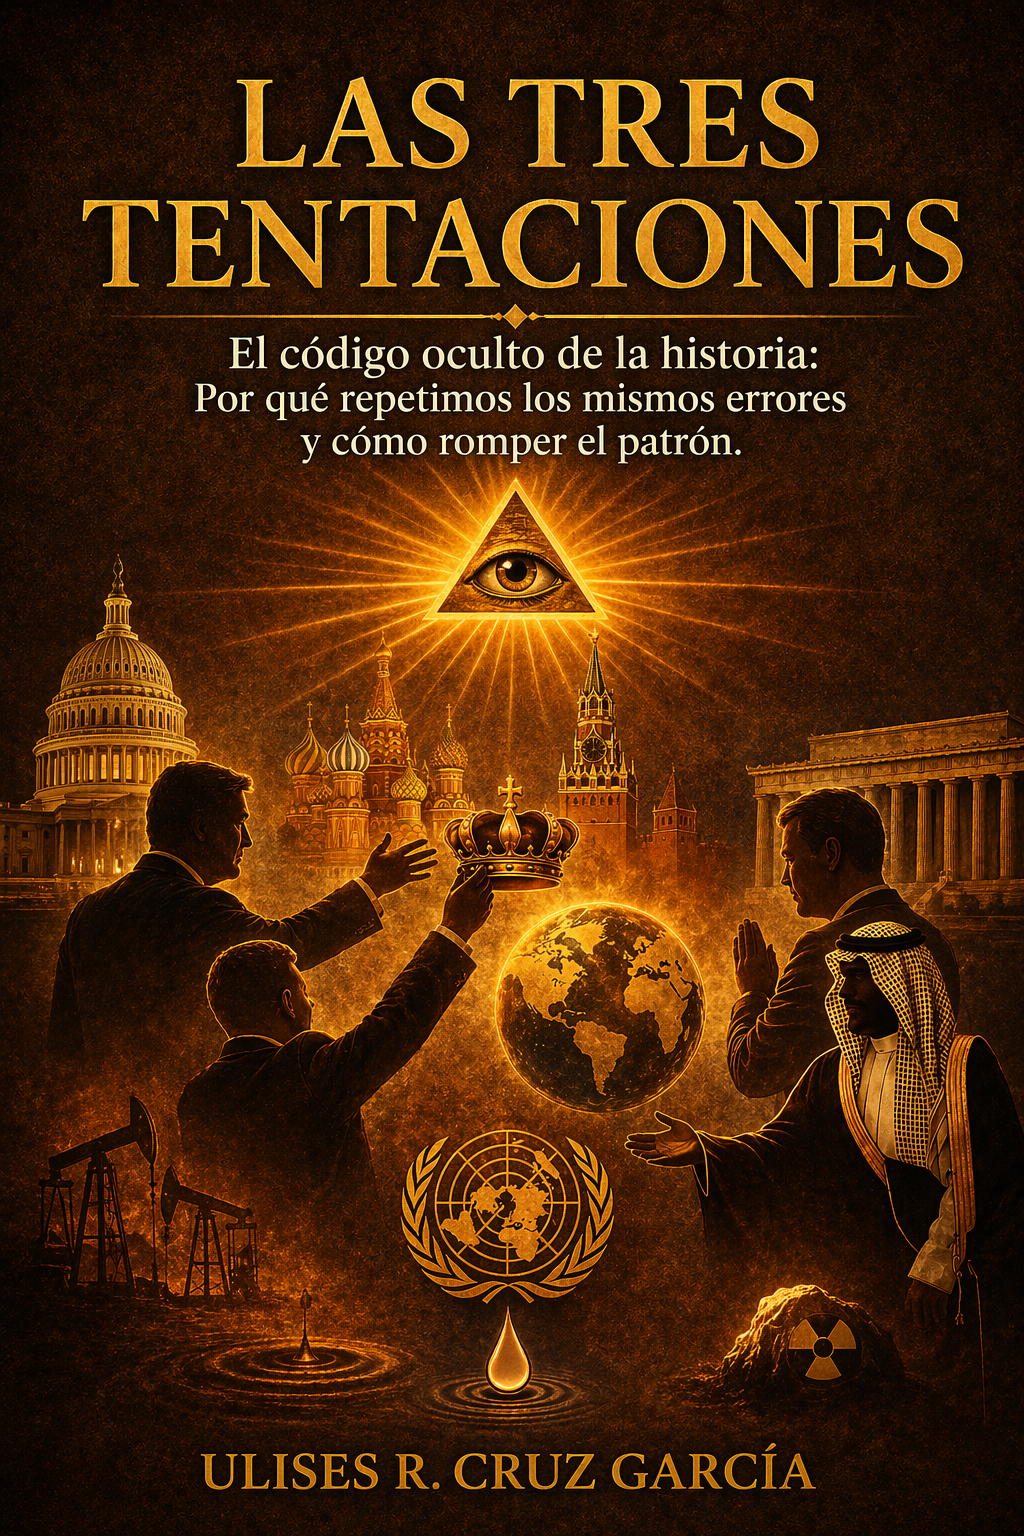 LAS TRES
TENTACIONES
El código oculto de la historia:
Por qué repetimos los mismos errores
y cómo romper el patrón.
ULISES R. CRUZ GARCÍA